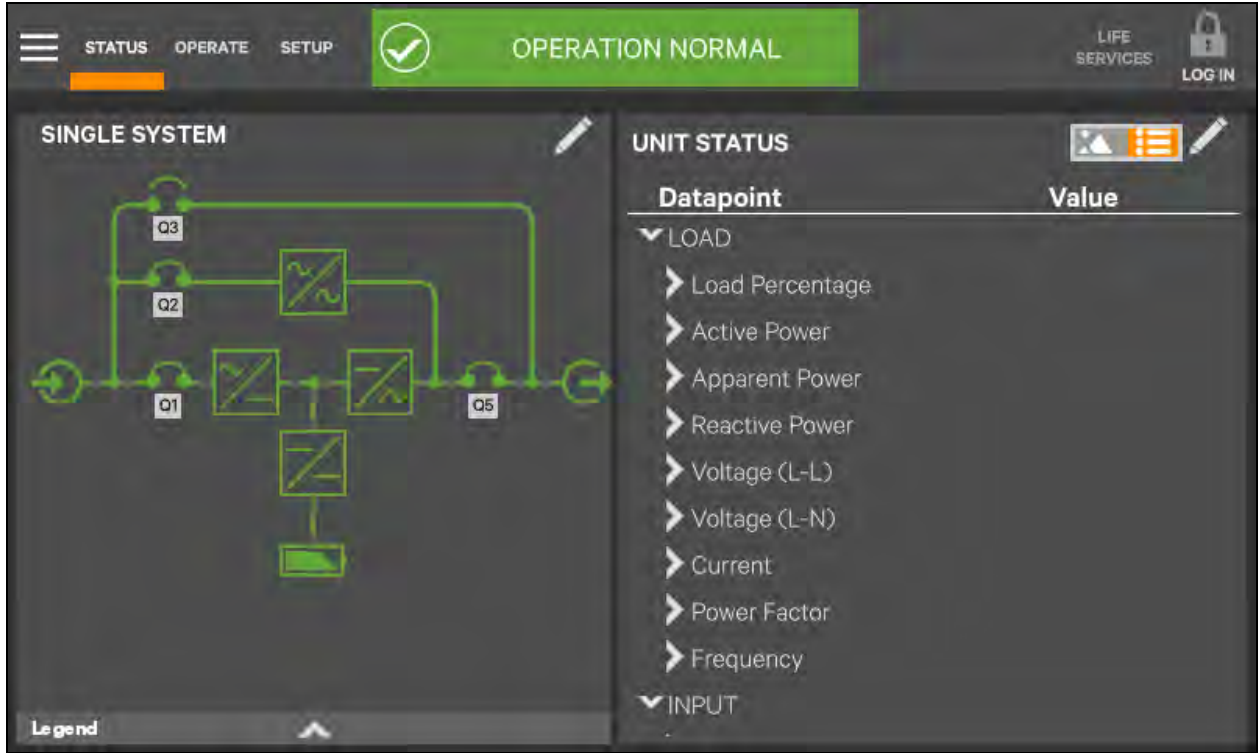 STATUS OPERATE SETUP
OPERATION NORMAL
LIFE
SERVICES
LOG IN
SINGLE SYSTEM
Q3
Q2
Q1
Q5
Legend
UNIT STATUS
Datapoint Value
LOAD
Load Percentage
Active Power
Apparent Power
Reactive Power
Voltage (L-L)
Voltage (L-N)
Current
Power Factor
Frequency
INPUT